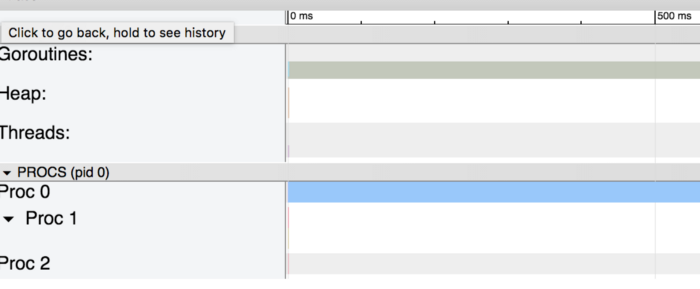 0 ms
500 ms
Click to go back, hold to see history
Goroutines:
Heap:
Threads:
PROCS (pid 0)
Proc 0
Proc 1
Proc 2